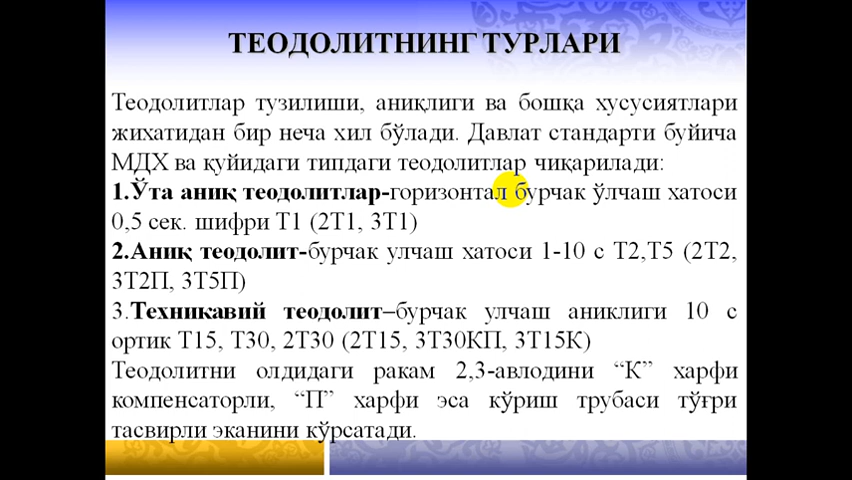 ТЕОДОЛИТНИНГ ТУРЛАРИ
Теодолитлар тузилиши, аниқлиги ва бошқа хусусиятлари
жихатидан бир неча хил бўлади. Давлат стандарти буйича
МДХ ва қуйидаги типдаги теодолитлар чиқарилади:
1.Ўта аниқ теодолитлар-горизонтал бурчак ўлчаш хатоси
0,5 сек. шифри Т1 (2Т1, 3Т1)
2.Аниқ теодолит-бурчак улчаш хатоси 1-10 с Т2,Т5 (2Т2,
3Т2П, 3Т5П)
3.Техникавий теодолит–бурчак улчаш аниклиги 10 с
ортик Т15, Т30, 2Т30 (2Т15, 3Т30КП, 3Т15К)
Теодолитни олдидаги ракам 2,3-авлодини “К” харфи
компенсаторли, “П” харфи эса кўриш трубаси тўғри
тасвирли эканини кўрсатади.